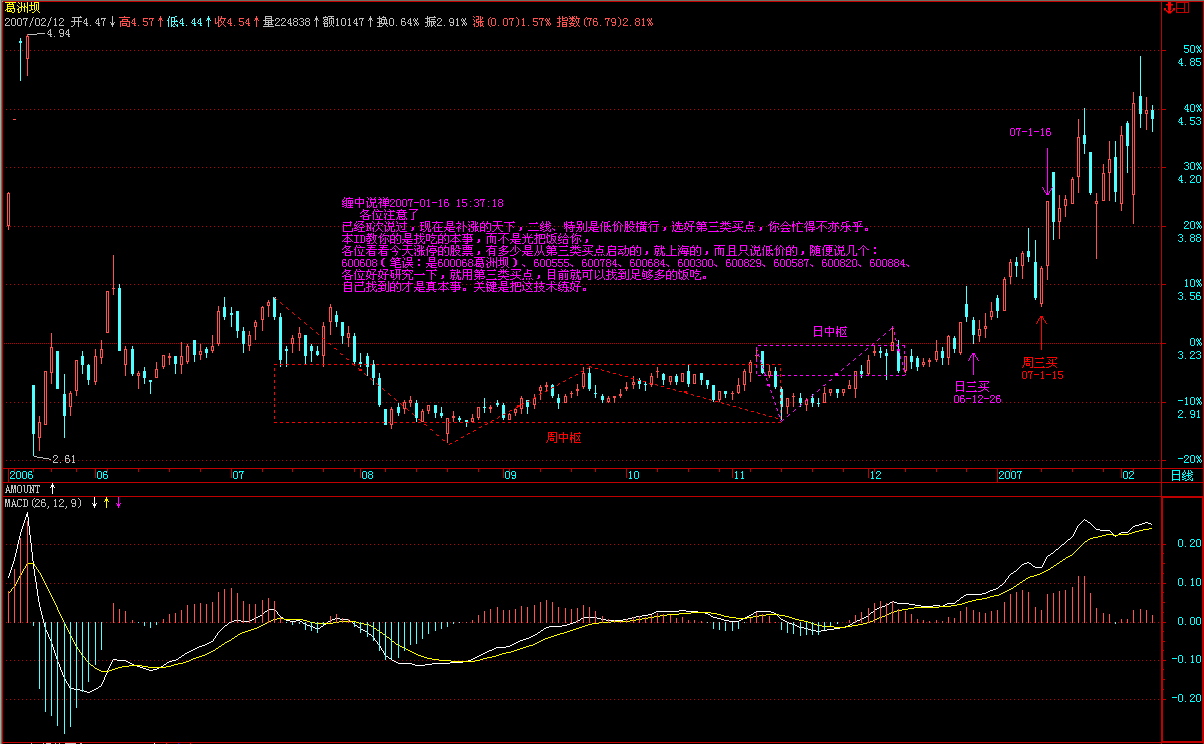 葛洲坝
2007/02/12 开4.47↓高4.57↑低4.44↑收4.54↑量224838↑额10147↑换0.64% 振2.91% 涨(0.07)1.57% 指数(76.79)2.81%
4.94
50%
4.85
40%
4.53
07-1-16
30%
4.20
缠中说禅2007-01-16 15:37:18
各位注意了
已经N次说过，现在是补涨的天下，二线、特别是低价股横行，选好第三类买点，你会忙得不亦乐乎。
本ID教你的是找吃的本事，而不是光把饭给你，
各位看看今天涨停的股票，有多少是从第三类买点启动的，就上海的，而且只说低价的，随便说几个：
600608（笔误：是600068葛洲坝）、600555、600784、600684、600390、600829、600587、600820、600884、
各位好好研究一下，就用第三类买点，目前就可以找到足够多的饭吃。
自己找到的才是真本事。关键是把这技术练好。
20%
3.88
10%
3.56
日中枢
0%
3.23
周三买
07-1-15
日三买
06-12-26
-10%
2.91
周中枢
2.61
-20%
2006 06 07 08 09 10 11 12 2007 02 日线
AMOUNT ↑
MACD(26,12,9) ↓ ↑ ↓
0.20
0.10
0.00
-0.10
-0.20